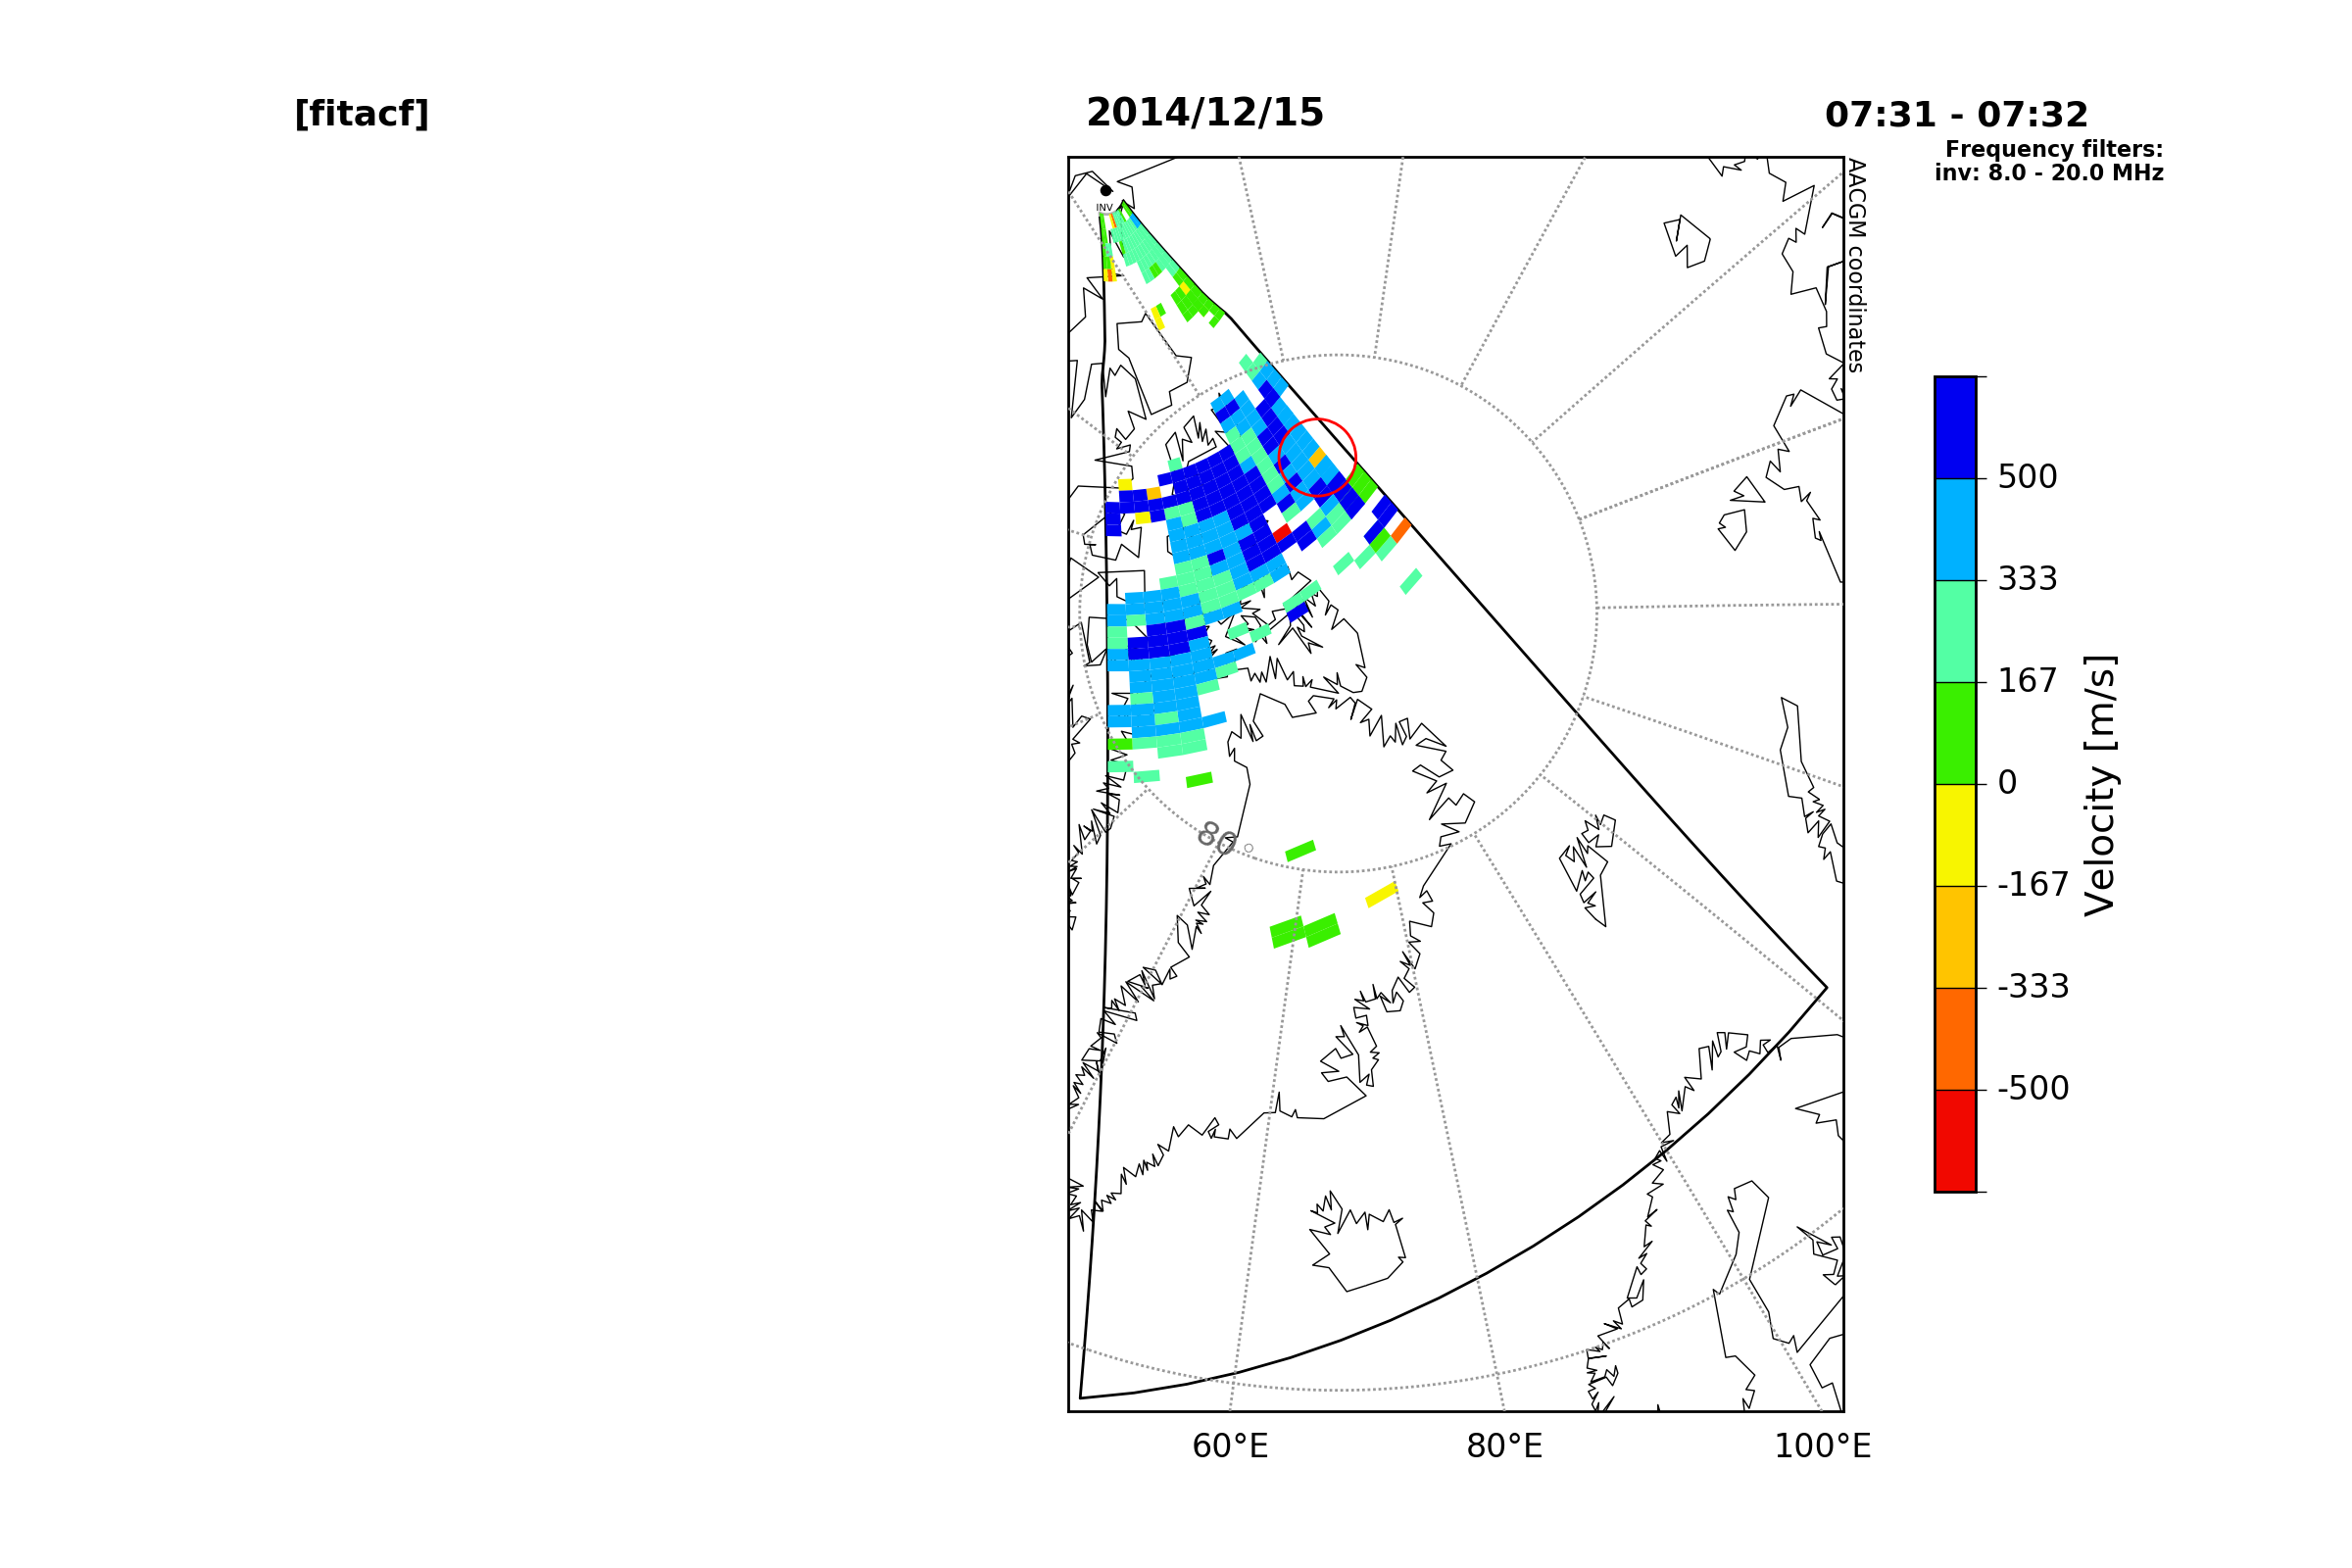 [fitacf]
2014/12/15
07:31 - 07:32
Frequency filters:
inv: 8.0 - 20.0 MHz
AACGM coordinates
INV
80°
500
333
167
0
-167
-333
-500
Velocity [m/s]
60°E
80°E
100°E